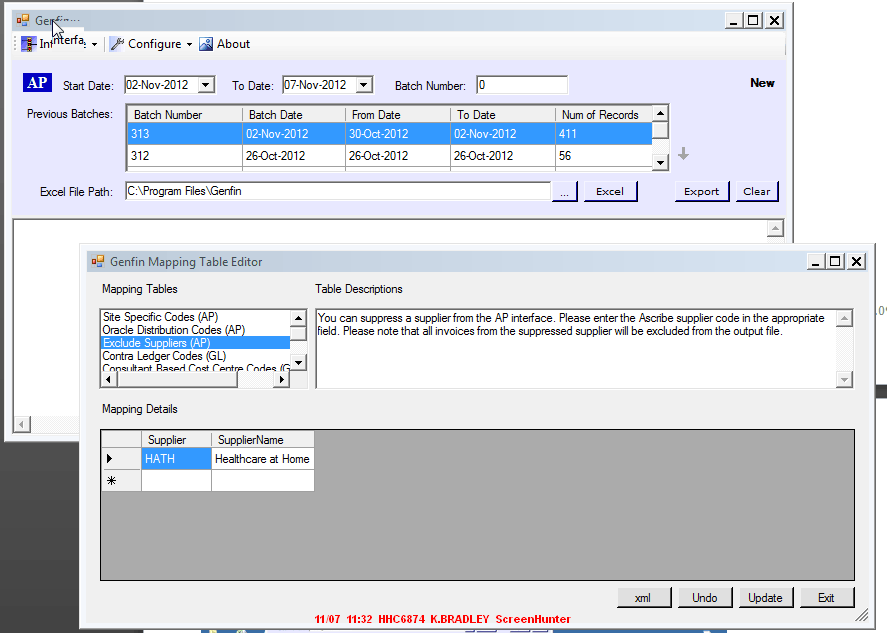 Genfin
Interfa
Configure
About
AP
Start Date:
02-Nov-2012
To Date:
07-Nov-2012
Batch Number:
0
New
Previous Batches:
Batch Number Batch Date From Date To Date Num of Records
313 02-Nov-2012 30-Oct-2012 02-Nov-2012 411
312 26-Oct-2012 26-Oct-2012 26-Oct-2012 56
Excel File Path:
C:\Program Files\Genfin
...
Excel
Export
Clear
Genfin Mapping Table Editor
Mapping Tables
Table Descriptions
Site Specific Codes (AP)
Oracle Distribution Codes (AP)
Exclude Suppliers (AP)
Contra Ledger Codes (GL)
Consultant Based Cost Centre Codes (G
You can suppress a supplier from the AP interface. Please enter the Ascribe supplier code in the appropriate
field. Please note that all invoices from the suppressed supplier will be excluded from the output file.
Mapping Details
Supplier SupplierName
HATH Healthcare at Home
xml
Undo
Update
Exit
11/07 11:32 HHC6874 K.BRADLEY ScreenHunter